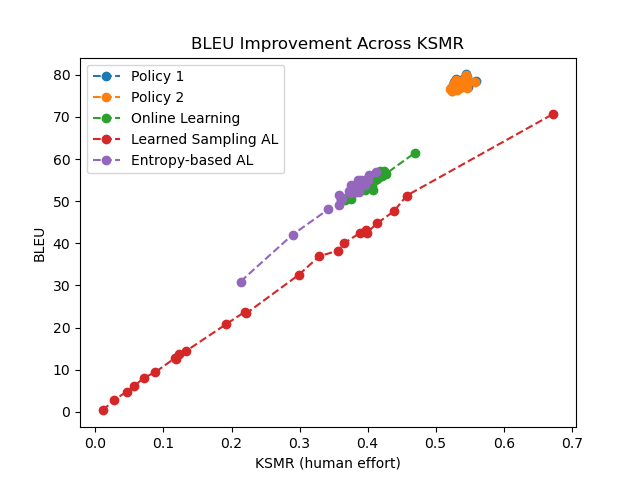 BLEU Improvement Across KSMR
Policy 1
Policy 2
Online Learning
Learned Sampling AL
Entropy-based AL
BLEU
80
70
60
50
40
30
20
10
0
0.0 0.1 0.2 0.3 0.4 0.5 0.6 0.7
KSMR (human effort)